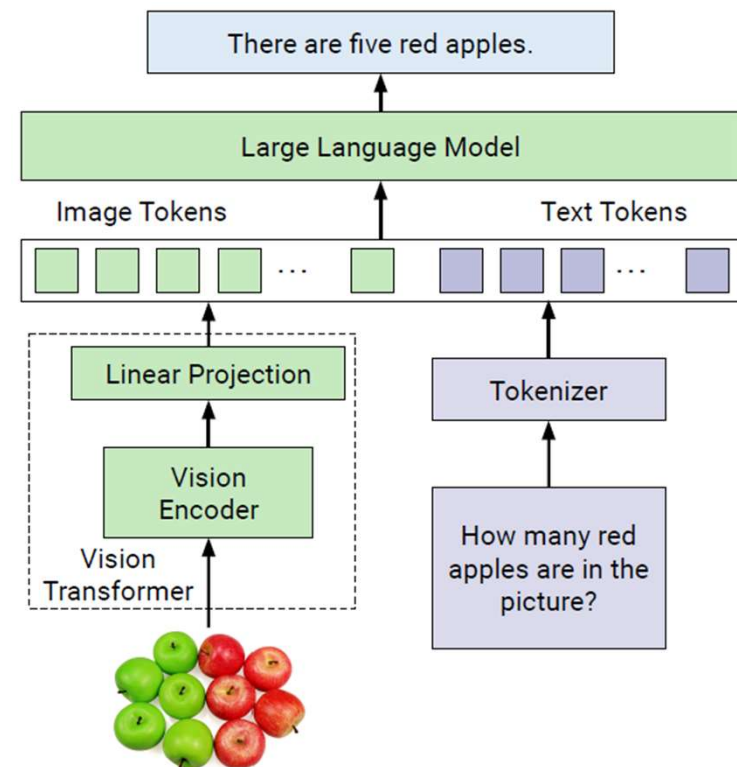 There are five red apples.
Large Language Model
Image Tokens
Text Tokens
...
...
Linear Projection
Tokenizer
Vision
Encoder
Vision
Transformer
How many red
apples are in the
picture?